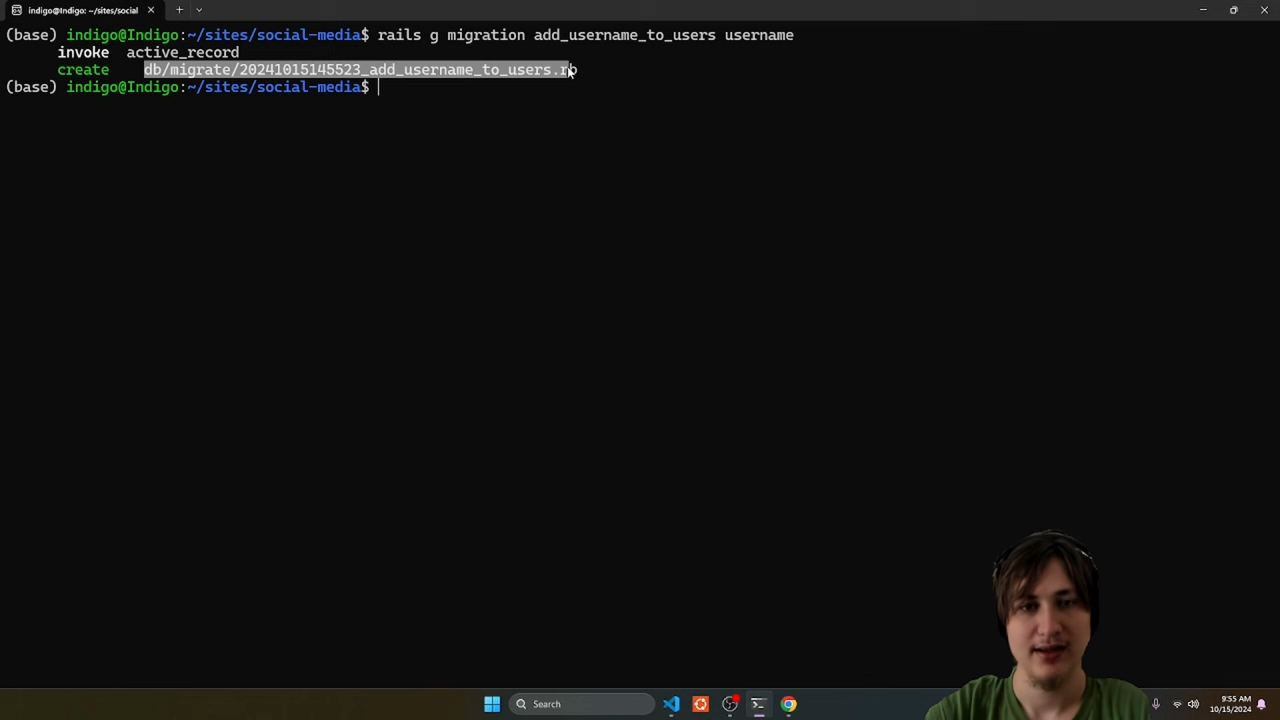 indigo@Indigo: ~/sites/social
(base) indigo@Indigo:~/sites/social-media$ rails g migration add_username_to_users username
invoke active_record
create db/migrate/20241015145523_add_username_to_users.rb
(base) indigo@Indigo:~/sites/social-media$
Search
9:55 AM
10/15/2024